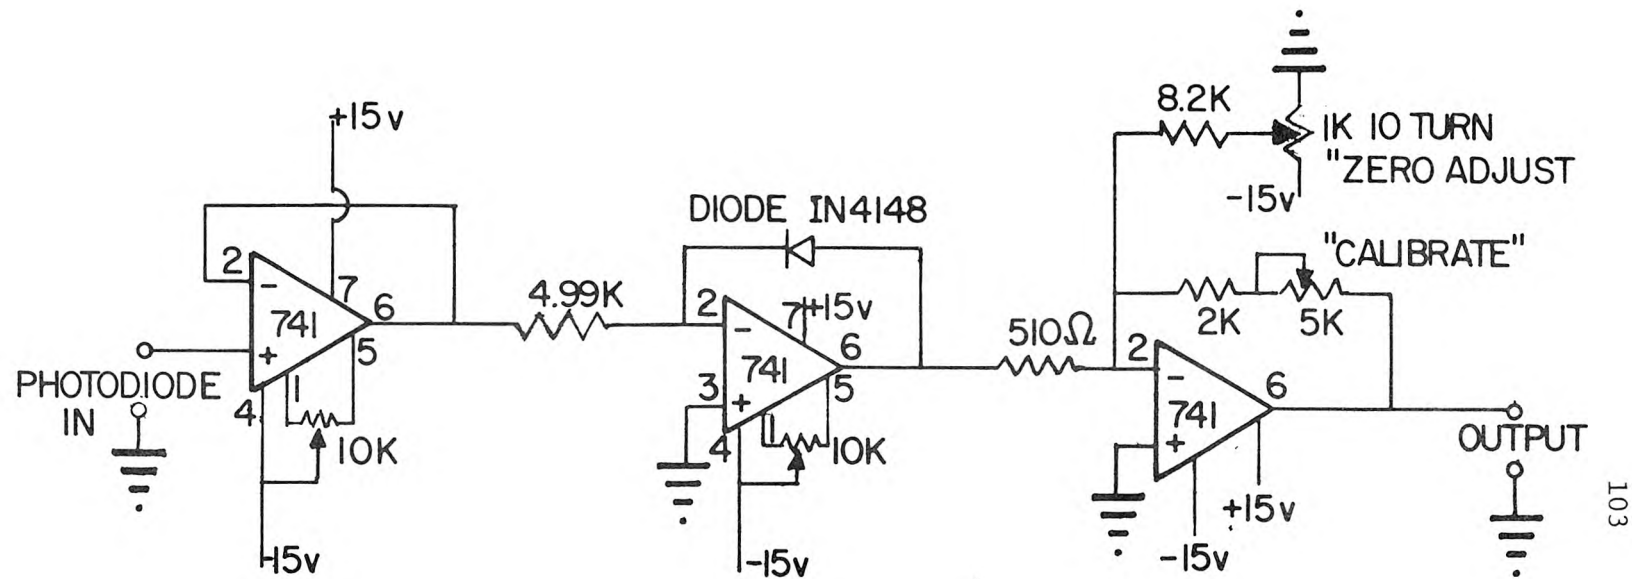 +15v
2
-
7
741
6
+
5
PHOTODIODE
IN
4
1
10K
-15v
4.99K
DIODE IN4148
2
-
7
+15v
741
6
3
+
5
4
1
10K
-15v
510Ω
8.2K
1K 10 TURN
"ZERO ADJUST
-15v
"CALIBRATE"
2K
5K
2
-
741
6
+
+15v
-15v
OUTPUT
103